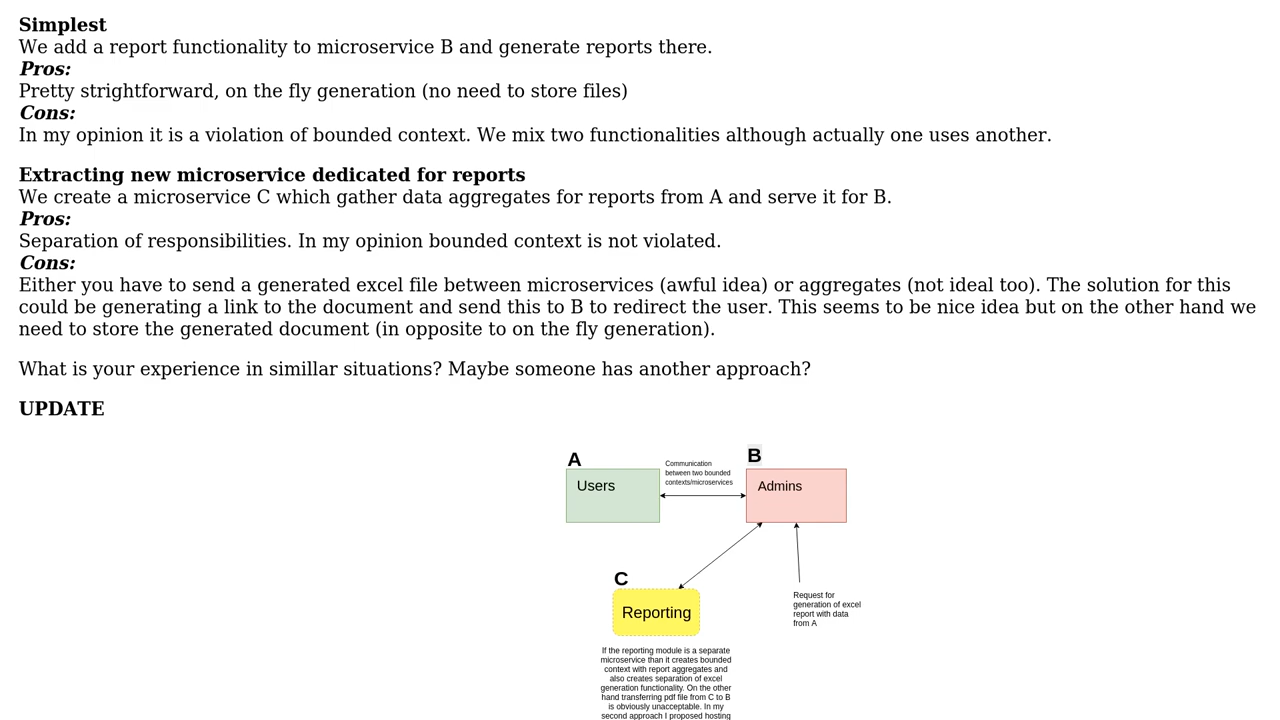 Simplest
We add a report functionality to microservice B and generate reports there.
Pros:
Pretty strightforward, on the fly generation (no need to store files)
Cons:
In my opinion it is a violation of bounded context. We mix two functionalities although actually one uses another.
Extracting new microservice dedicated for reports
We create a microservice C which gather data aggregates for reports from A and serve it for B.
Pros:
Separation of responsibilities. In my opinion bounded context is not violated.
Cons:
Either you have to send a generated excel file between microservices (awful idea) or aggregates (not ideal too). The solution for this
could be generating a link to the document and send this to B to redirect the user. This seems to be nice idea but on the other hand we
need to store the generated document (in opposite to on the fly generation).
What is your experience in simillar situations? Maybe someone has another approach?
UPDATE
A
Users
Communication
between two bounded
contexts/microservices
B
Admins
C
Reporting
Request for
generation of excel
report with data
from A
If the reporting module is a separate
microservice than it creates bounded
context with report aggregates and
also creates separation of excel
generation functionality. On the other
hand transferring pdf file from C to B
is obviously unacceptable. In my
second approach I proposed hosting